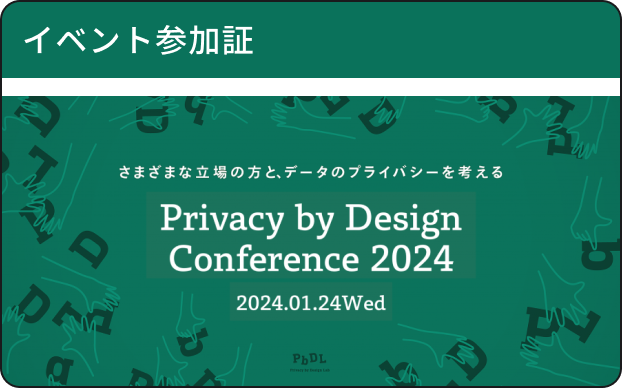 イベント参加証
さまざまな立場の方と、データのプライバシーを考える
Privacy by Design
Conference 2024
2024.01.24Wed
PbDL